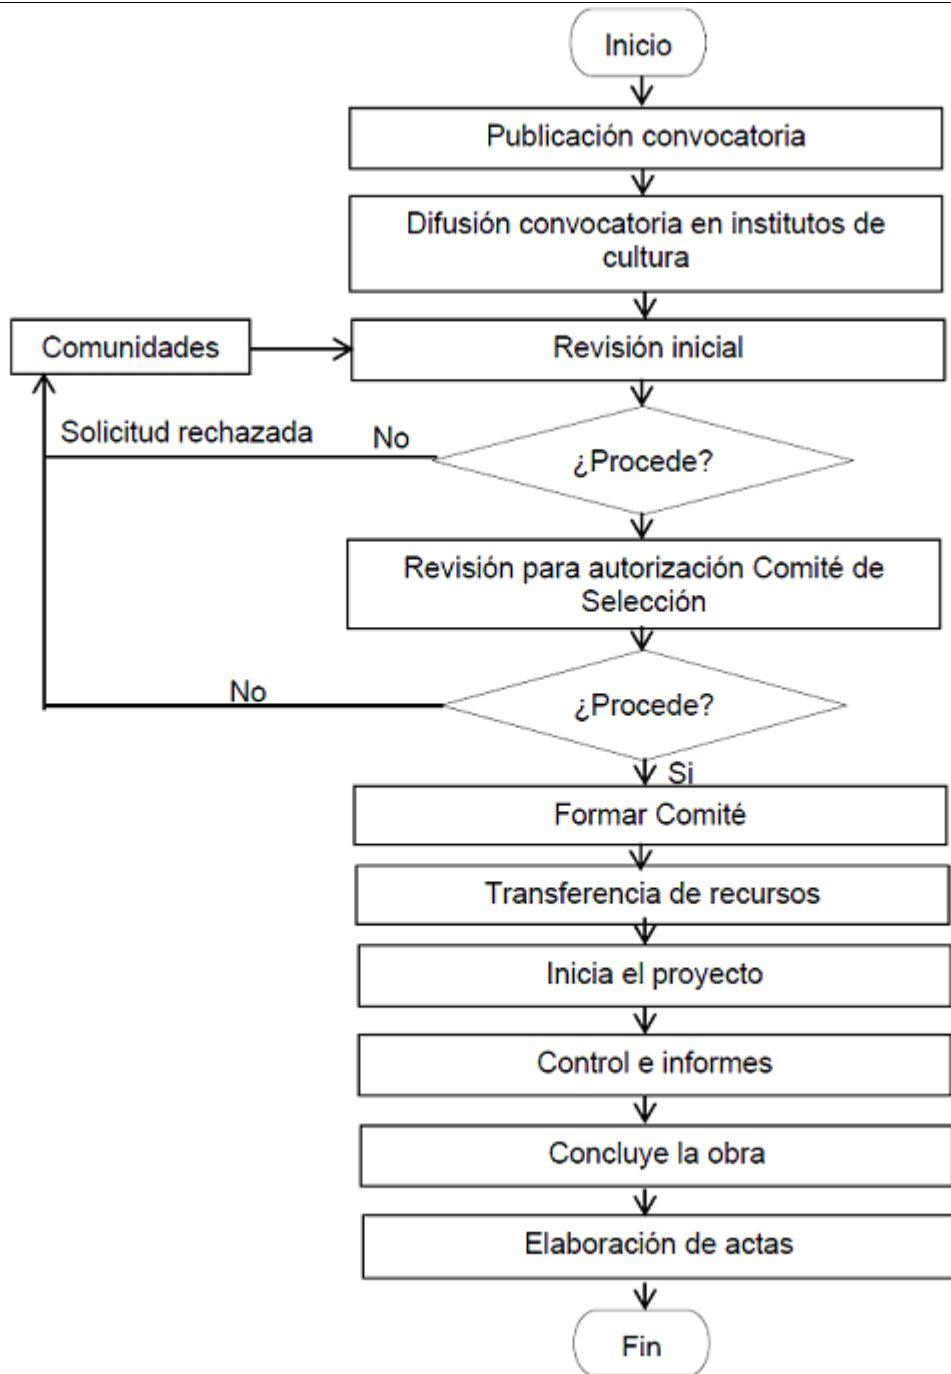 Inicio
Publicación convocatoria
Difusión convocatoria en institutos de
cultura
Comunidades
Revisión inicial
Solicitud rechazada
No
¿Procede?
Revisión para autorización Comité de
Selección
No
¿Procede?
Si
Formar Comité
Transferencia de recursos
Inicia el proyecto
Control e informes
Concluye la obra
Elaboración de actas
Fin